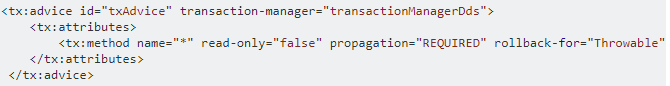 <tx:advice id="txAdvice" transaction-manager="transactionManagerDds">
<tx:attributes>
<tx:method name="*" read-only="false" propagation="REQUIRED" rollback-for="Throwable"
</tx:attributes>
</tx:advice>